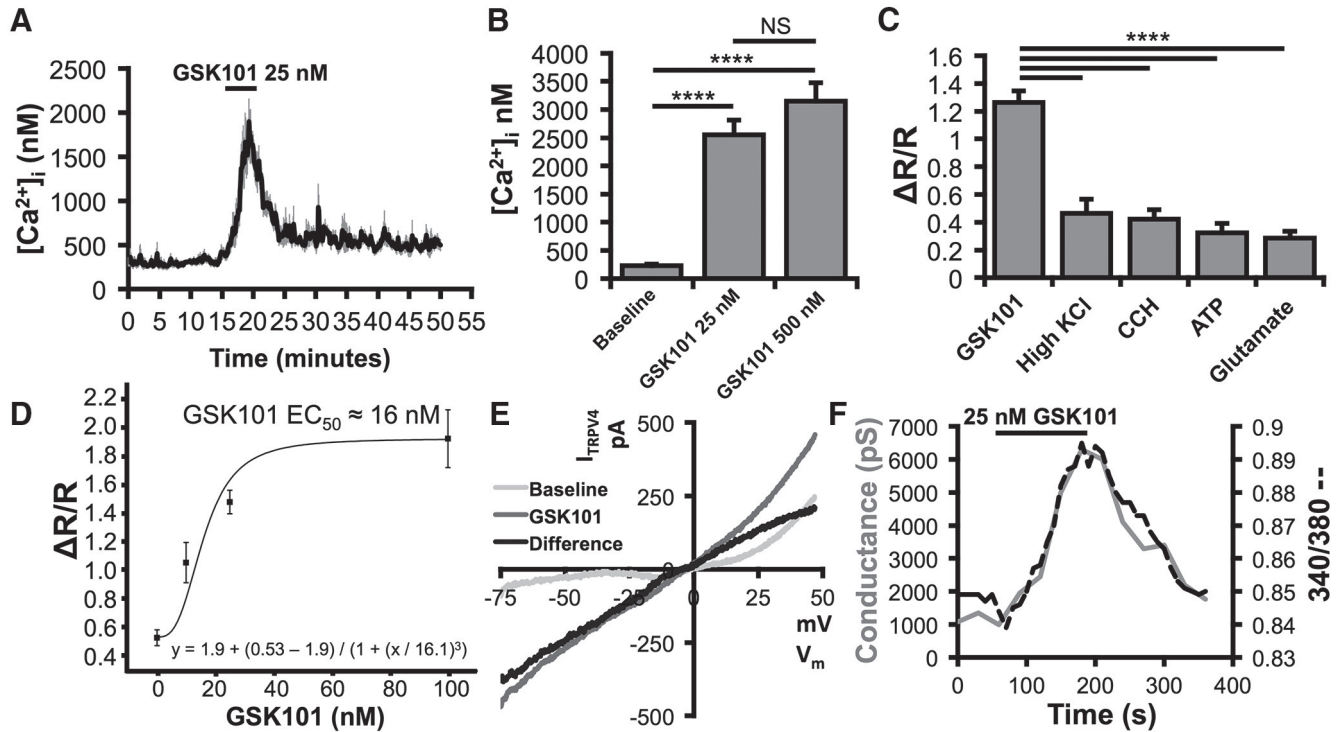 A
GSK101 25 nM
[Ca2+]i (nM)
2500
2000
1500
1000
500
0
0 5 10 15 20 25 30 35 40 45 50 55
Time (minutes)
B
NS
****
****
[Ca2+]i nM
4000
3500
3000
2500
2000
1500
1000
500
0
Baseline
GSK101 25 nM
GSK101 500 nM
C
****
ΔR/R
1.6
1.4
1.2
1
0.8
0.6
0.4
0.2
0
GSK101
High KCl
CCH
ATP
Glutamate
D
GSK101 EC50 ≈ 16 nM
ΔR/R
2.2
2.0
1.8
1.6
1.4
1.2
1.0
0.8
0.6
0.4
y = 1.9 + (0.53 – 1.9) / (1 + (x / 16.1)3)
0 20 40 60 80 100
GSK101 (nM)
E
ITRPV4
pA
500
250
0
-250
-500
Baseline
GSK101
Difference
-75 -50 -25 0 25 50
mV
Vm
F
25 nM GSK101
Conductance (pS)
7000
6000
5000
4000
3000
2000
1000
0
0.9
0.89
0.88
0.87
0.86
0.85
0.84
0.83
340/380 --
0 100 200 300 400
Time (s)